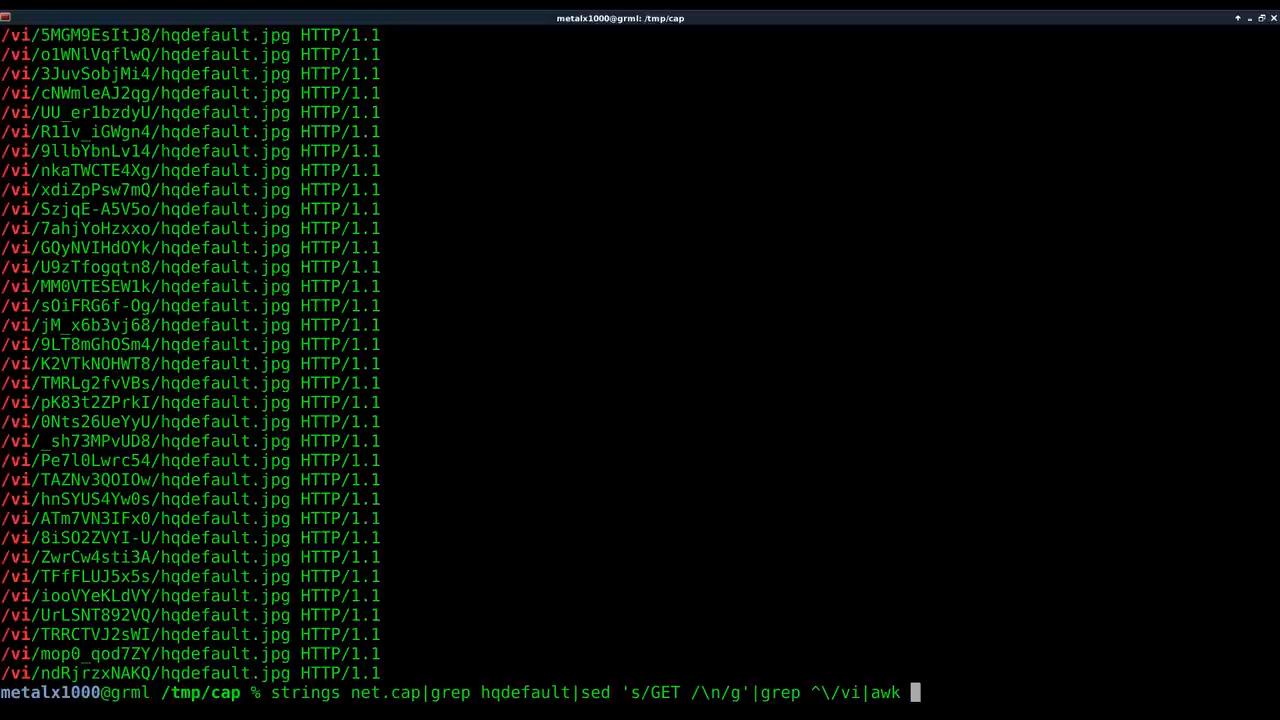 metalx1000@grml: /tmp/cap
/vi/5MGM9EsItJ8/hqdefault.jpg HTTP/1.1
/vi/o1WNlVqflwQ/hqdefault.jpg HTTP/1.1
/vi/3JuvSobjMi4/hqdefault.jpg HTTP/1.1
/vi/cNWmleAJ2qg/hqdefault.jpg HTTP/1.1
/vi/UU_er1bzdyU/hqdefault.jpg HTTP/1.1
/vi/R11v_iGWgn4/hqdefault.jpg HTTP/1.1
/vi/9llbYbnLv14/hqdefault.jpg HTTP/1.1
/vi/nkaTWCTE4Xg/hqdefault.jpg HTTP/1.1
/vi/xdiZpPsw7mQ/hqdefault.jpg HTTP/1.1
/vi/SzjqE-A5V5o/hqdefault.jpg HTTP/1.1
/vi/7ahjYoHzxxo/hqdefault.jpg HTTP/1.1
/vi/GQyNVIHdOYk/hqdefault.jpg HTTP/1.1
/vi/U9zTfogqtn8/hqdefault.jpg HTTP/1.1
/vi/MM0VTESEW1k/hqdefault.jpg HTTP/1.1
/vi/sOiFRG6f-Og/hqdefault.jpg HTTP/1.1
/vi/jM_x6b3vj68/hqdefault.jpg HTTP/1.1
/vi/9LT8mGhOSm4/hqdefault.jpg HTTP/1.1
/vi/K2VTkNOHWT8/hqdefault.jpg HTTP/1.1
/vi/TMRLg2fvVBs/hqdefault.jpg HTTP/1.1
/vi/pK83t2ZPrkI/hqdefault.jpg HTTP/1.1
/vi/0Nts26UeYyU/hqdefault.jpg HTTP/1.1
/vi/_sh73MPvUD8/hqdefault.jpg HTTP/1.1
/vi/Pe7l0Lwrc54/hqdefault.jpg HTTP/1.1
/vi/TAZNv3QOIOw/hqdefault.jpg HTTP/1.1
/vi/hnSYUS4Yw0s/hqdefault.jpg HTTP/1.1
/vi/ATm7VN3IFx0/hqdefault.jpg HTTP/1.1
/vi/8iSO2ZVYI-U/hqdefault.jpg HTTP/1.1
/vi/ZwrCw4sti3A/hqdefault.jpg HTTP/1.1
/vi/TFfFLUJ5x5s/hqdefault.jpg HTTP/1.1
/vi/iooVYeKLdVY/hqdefault.jpg HTTP/1.1
/vi/UrLSNT892VQ/hqdefault.jpg HTTP/1.1
/vi/TRRCTVJ2sWI/hqdefault.jpg HTTP/1.1
/vi/mop0_qod7ZY/hqdefault.jpg HTTP/1.1
/vi/ndRjrzxNAKQ/hqdefault.jpg HTTP/1.1
metalx1000@grml /tmp/cap % strings net.cap|grep hqdefault|sed 's/GET /\n/g'|grep ^\/vi|awk